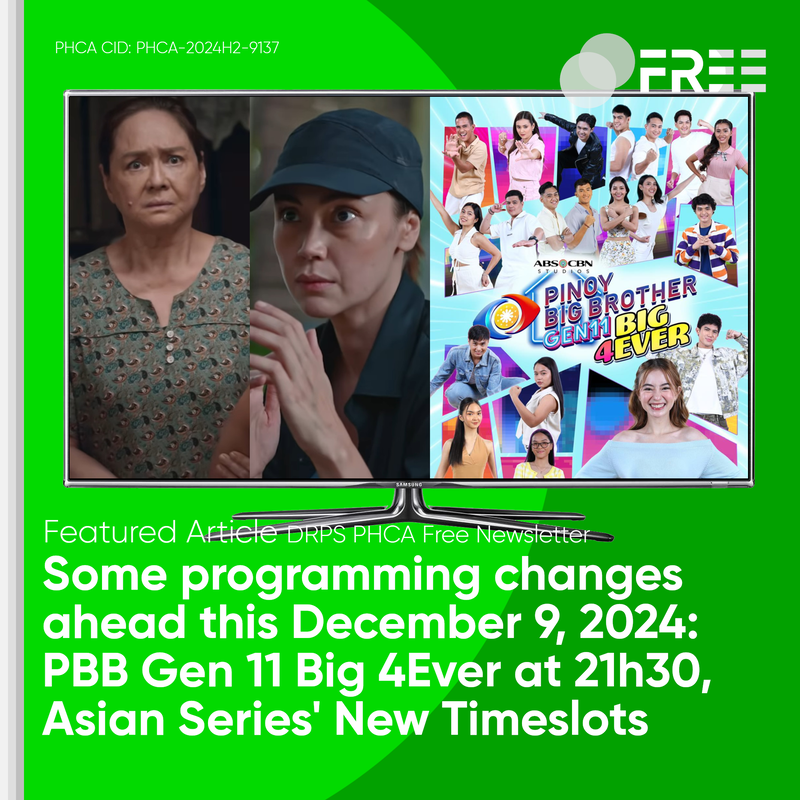 PHCA CID: PHCA-2024H2-9137
FREE
ABS CBN
STUDIOS
PINOY
BIG BROTHER
GEN11 BIG
4EVER
SAMSUNG
Featured Article DRPS PHCA Free Newsletter
Some programming changes
ahead this December 9, 2024:
PBB Gen 11 Big 4Ever at 21h30,
Asian Series' New Timeslots